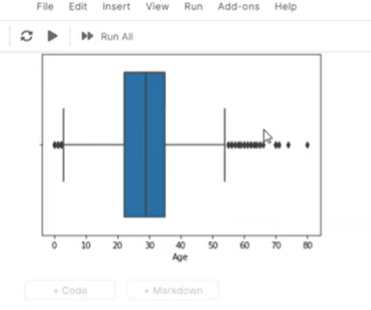 File Edit Insert View Run Add-ons Help
Run All
0 10 20 30 40 50 60 70 80
Age
+ Code + Markdown